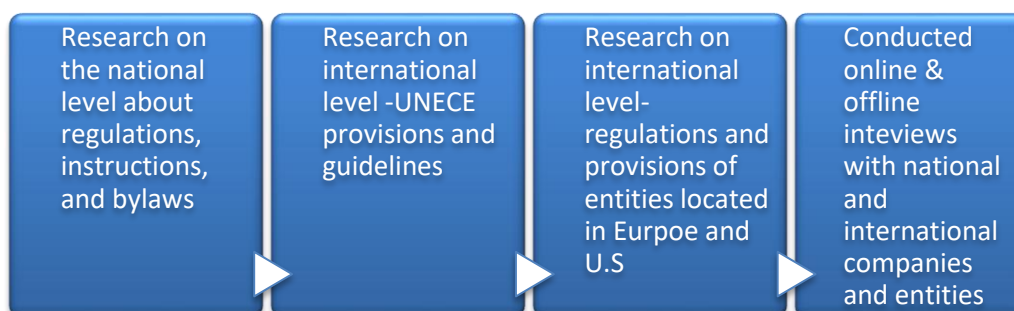 Research on
the national
level about
regulations,
instructions,
and bylaws
Research on
international
level -UNECE
provisions and
guidelines
Research on
international
level-
regulations and
provisions of
entities located
in Eurpoe and
U.S
Conducted
online &
offline
inteviews
with national
and
international
companies
and entities